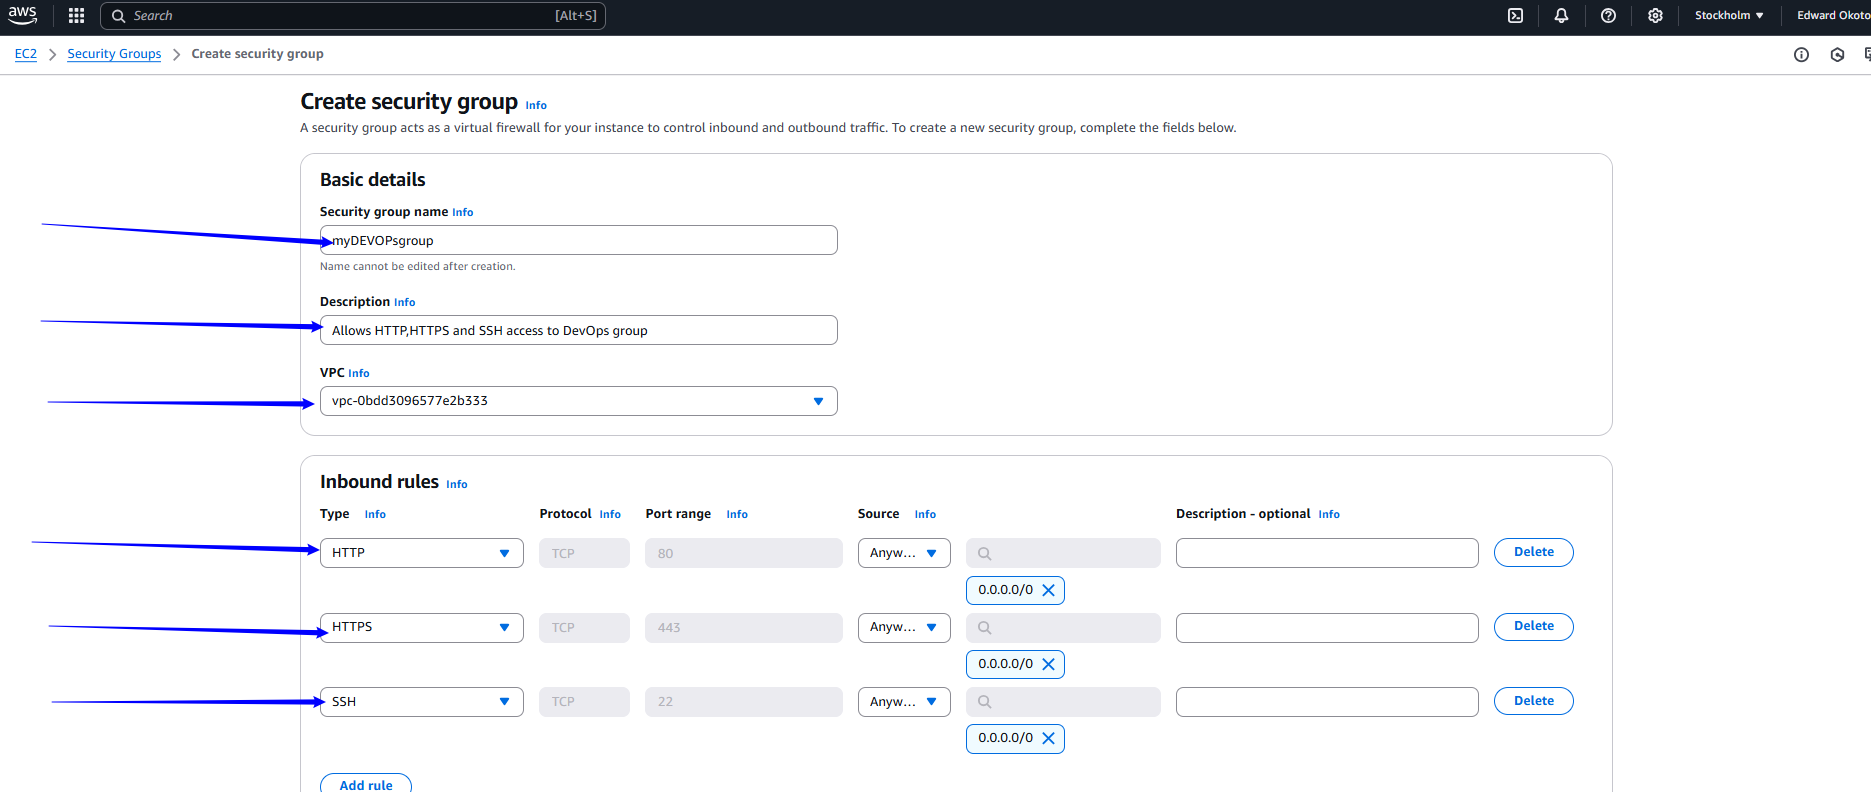 aws
Search [Alt+S] Stockholm Edward Okoto
EC2 Security Groups Create security group
Create security group Info
A security group acts as a virtual firewall for your instance to control inbound and outbound traffic. To create a new security group, complete the fields below.
Basic details
Security group name Info
myDEVOPsgroup
Name cannot be edited after creation.
Description Info
Allows HTTP,HTTPS and SSH access to DevOps group
VPC Info
vpc-0bdd3096577e2b333
Inbound rules Info
Type Info Protocol Info Port range Info Source Info Description - optional Info
HTTP TCP 80 Anyw... Delete
0.0.0.0/0
HTTPS TCP 443 Anyw... Delete
0.0.0.0/0
SSH TCP 22 Anyw... Delete
0.0.0.0/0
Add rule